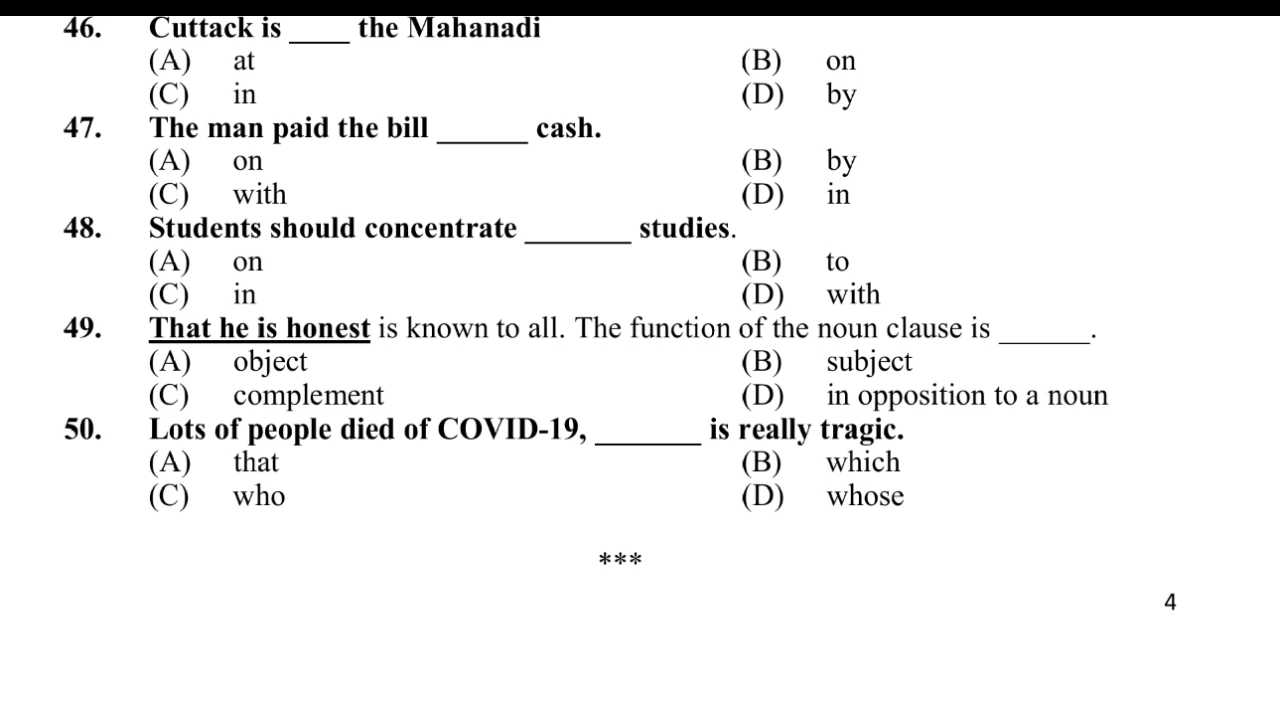 46. Cuttack is ____ the Mahanadi
(A) at (B) on
(C) in (D) by
47. The man paid the bill ______ cash.
(A) on (B) by
(C) with (D) in
48. Students should concentrate _______ studies.
(A) on (B) to
(C) in (D) with
49. That he is honest is known to all. The function of the noun clause is ______.
(A) object (B) subject
(C) complement (D) in opposition to a noun
50. Lots of people died of COVID-19, _______ is really tragic.
(A) that (B) which
(C) who (D) whose
***
4